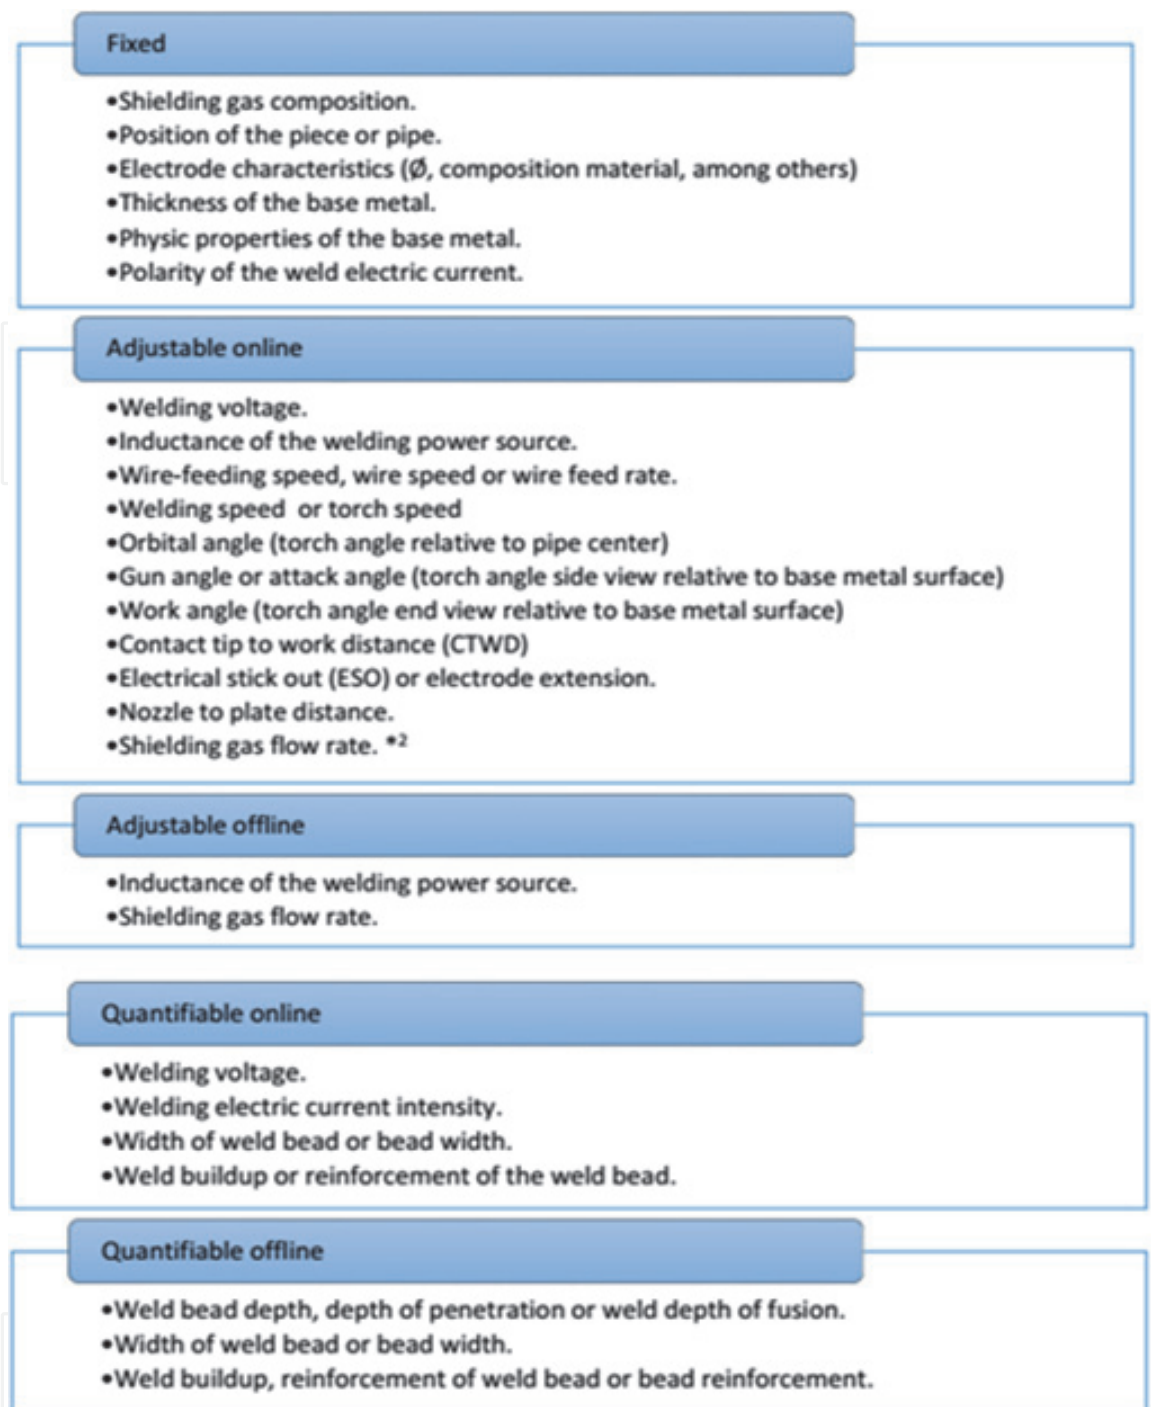 Fixed
•Shielding gas composition.
•Position of the piece or pipe.
•Electrode characteristics (Ø, composition material, among others)
•Thickness of the base metal.
•Physic properties of the base metal.
•Polarity of the weld electric current.
Adjustable online
•Welding voltage.
•Inductance of the welding power source.
•Wire-feeding speed, wire speed or wire feed rate.
•Welding speed or torch speed
•Orbital angle (torch angle relative to pipe center)
•Gun angle or attack angle (torch angle side view relative to base metal surface)
•Work angle (torch angle end view relative to base metal surface)
•Contact tip to work distance (CTWD)
•Electrical stick out (ESO) or electrode extension.
•Nozzle to plate distance.
•Shielding gas flow rate. *²
Adjustable offline
•Inductance of the welding power source.
•Shielding gas flow rate.
Quantifiable online
•Welding voltage.
•Welding electric current intensity.
•Width of weld bead or bead width.
•Weld buildup or reinforcement of the weld bead.
Quantifiable offline
•Weld bead depth, depth of penetration or weld depth of fusion.
•Width of weld bead or bead width.
•Weld buildup, reinforcement of weld bead or bead reinforcement.